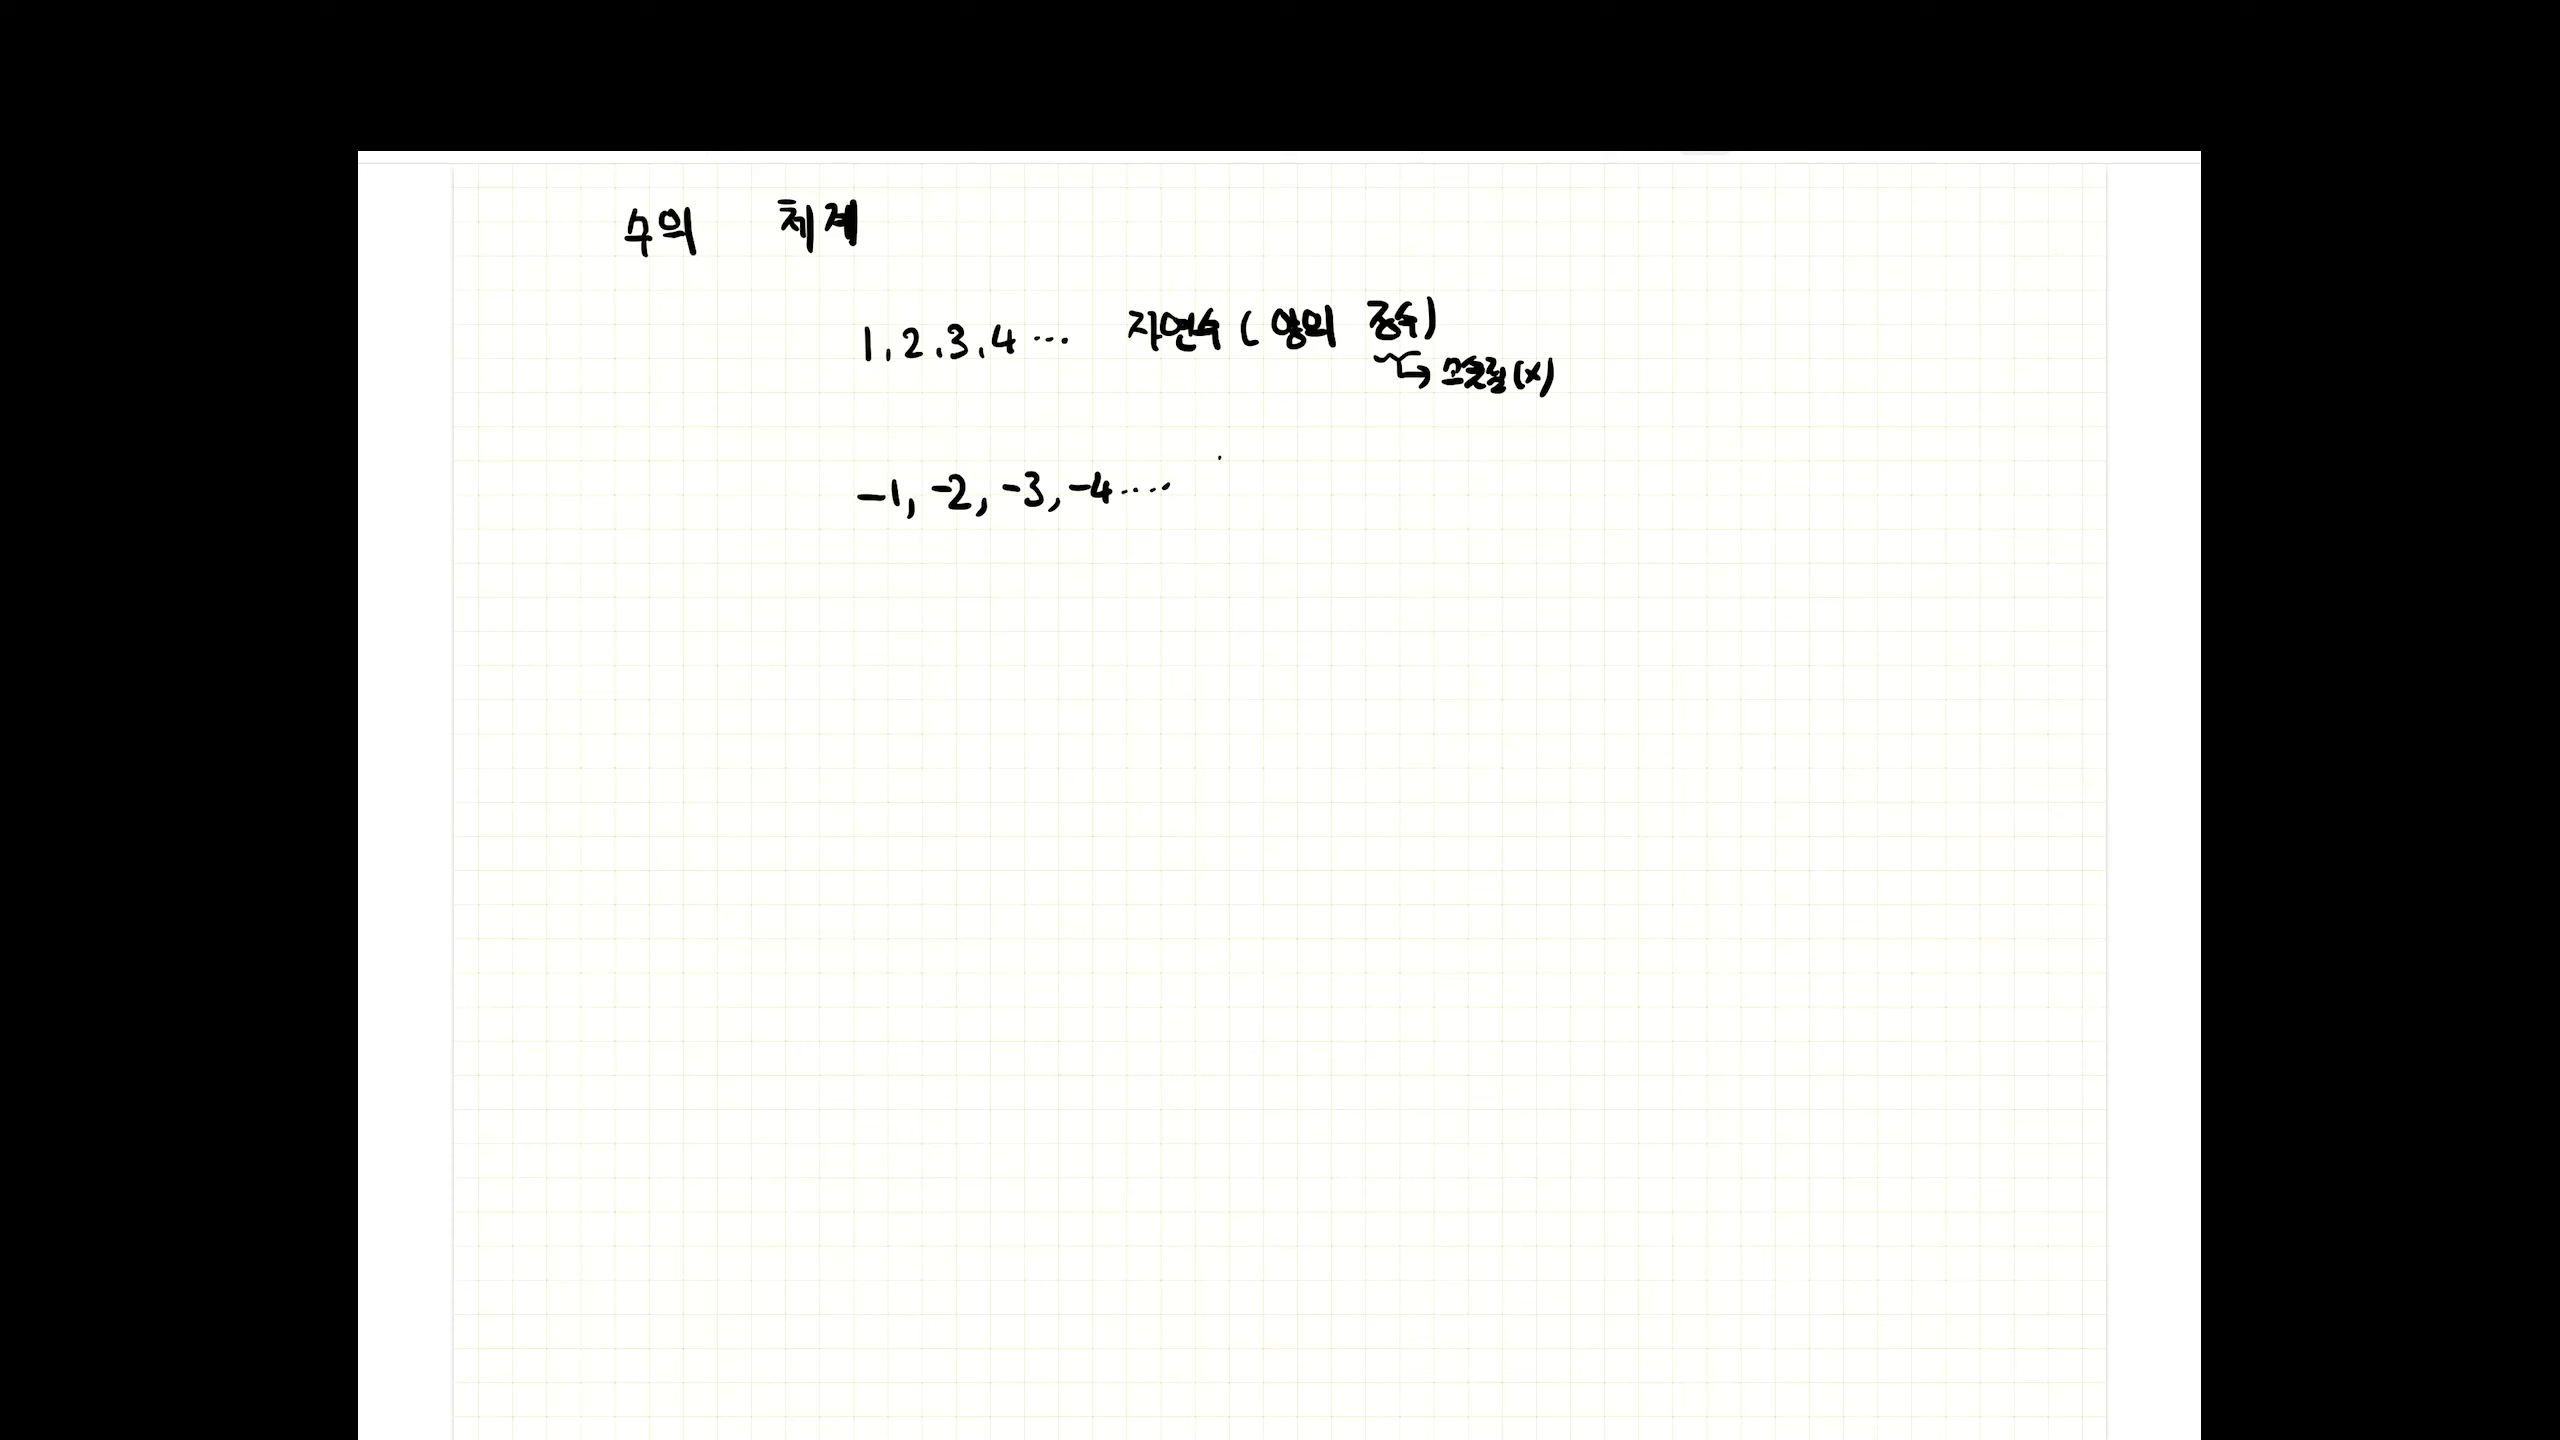 수의 체계
1, 2, 3, 4 ... 자연수 ( 양의 정수)
→ 소숫점 (x)
-1, -2, -3, -4 ....